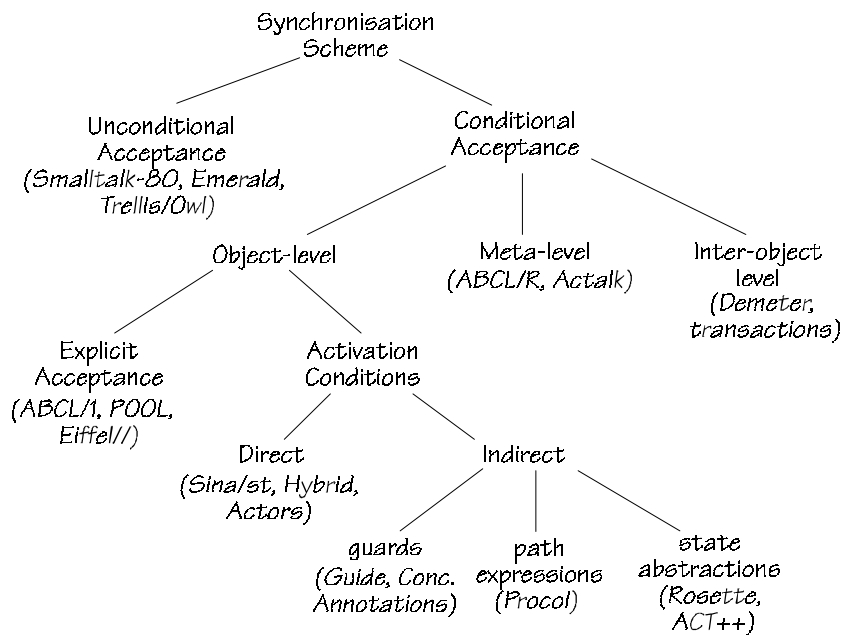 Synchronisation
Scheme
Unconditional
Acceptance
(Smalltalk-80, Emerald,
Trellis/Owl)
Conditional
Acceptance
Object-level
Meta-level
(ABCL/R, Actalk)
Inter-object
level
(Demeter,
transactions)
Explicit
Acceptance
(ABCL/1, POOL,
Eiffel//)
Activation
Conditions
Direct
(Sina/st, Hybrid,
Actors)
Indirect
guards
(Guide, Conc.
Annotations)
path
expressions
(Procol)
state
abstractions
(Rosette,
ACT++)